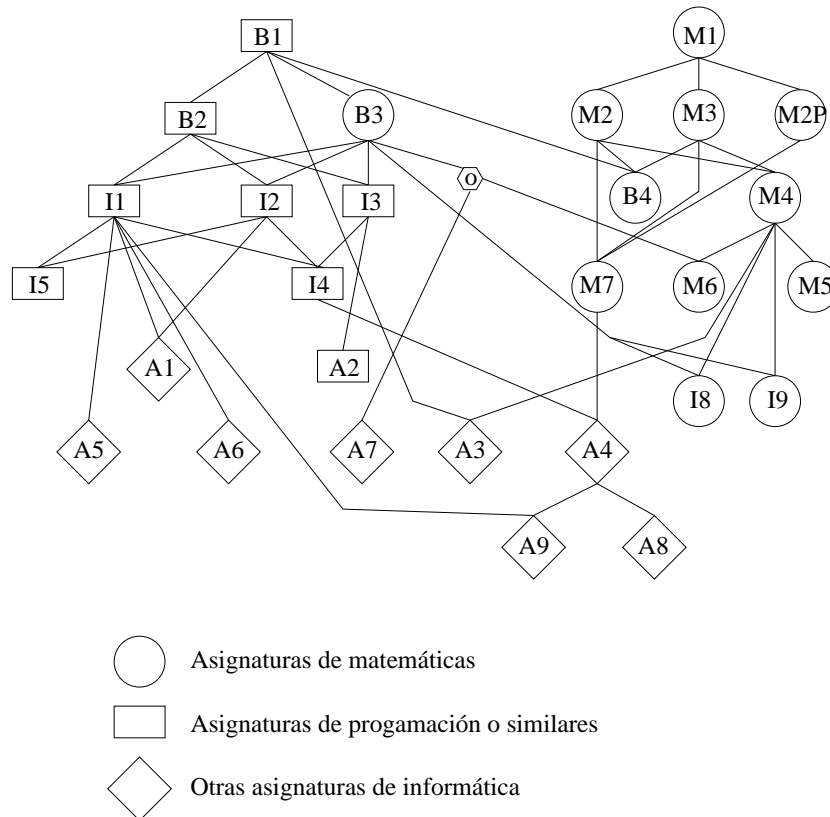 B1
M1
B2
B3
M2
M3
M2P
o
I1
I2
I3
B4
M4
I5
I4
M7
M6
M5
A1
A2
I8
I9
A5
A6
A7
A3
A4
A9
A8
Asignaturas de matemáticas
Asignaturas de progamación o similares
Otras asignaturas de informática